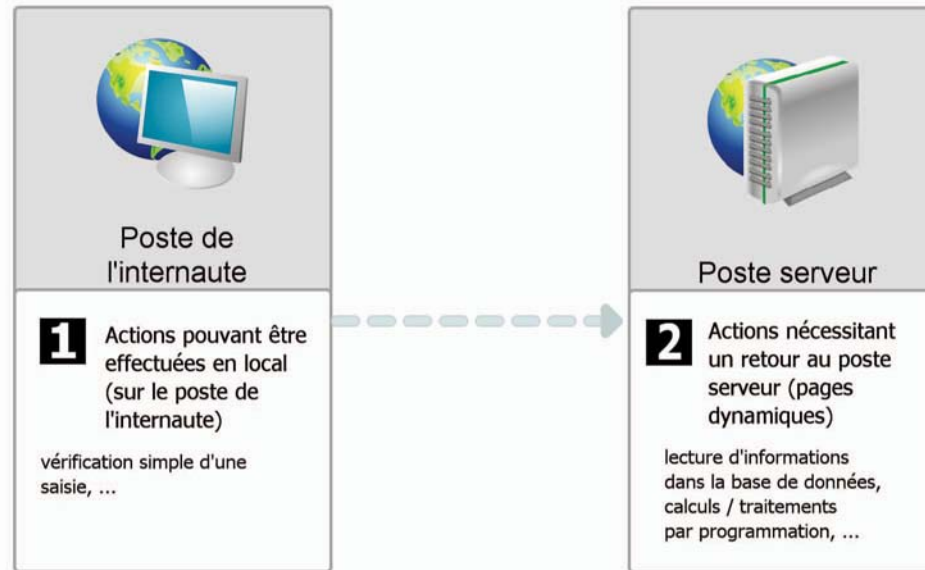 Poste de
l'internaute
1 Actions pouvant être
effectuées en local
(sur le poste de
l'internaute)
vérification simple d'une
saisie, ...
Poste serveur
2 Actions nécessitant
un retour au poste
serveur (pages
dynamiques)
lecture d'informations
dans la base de données,
calculs / traitements
par programmation, ...